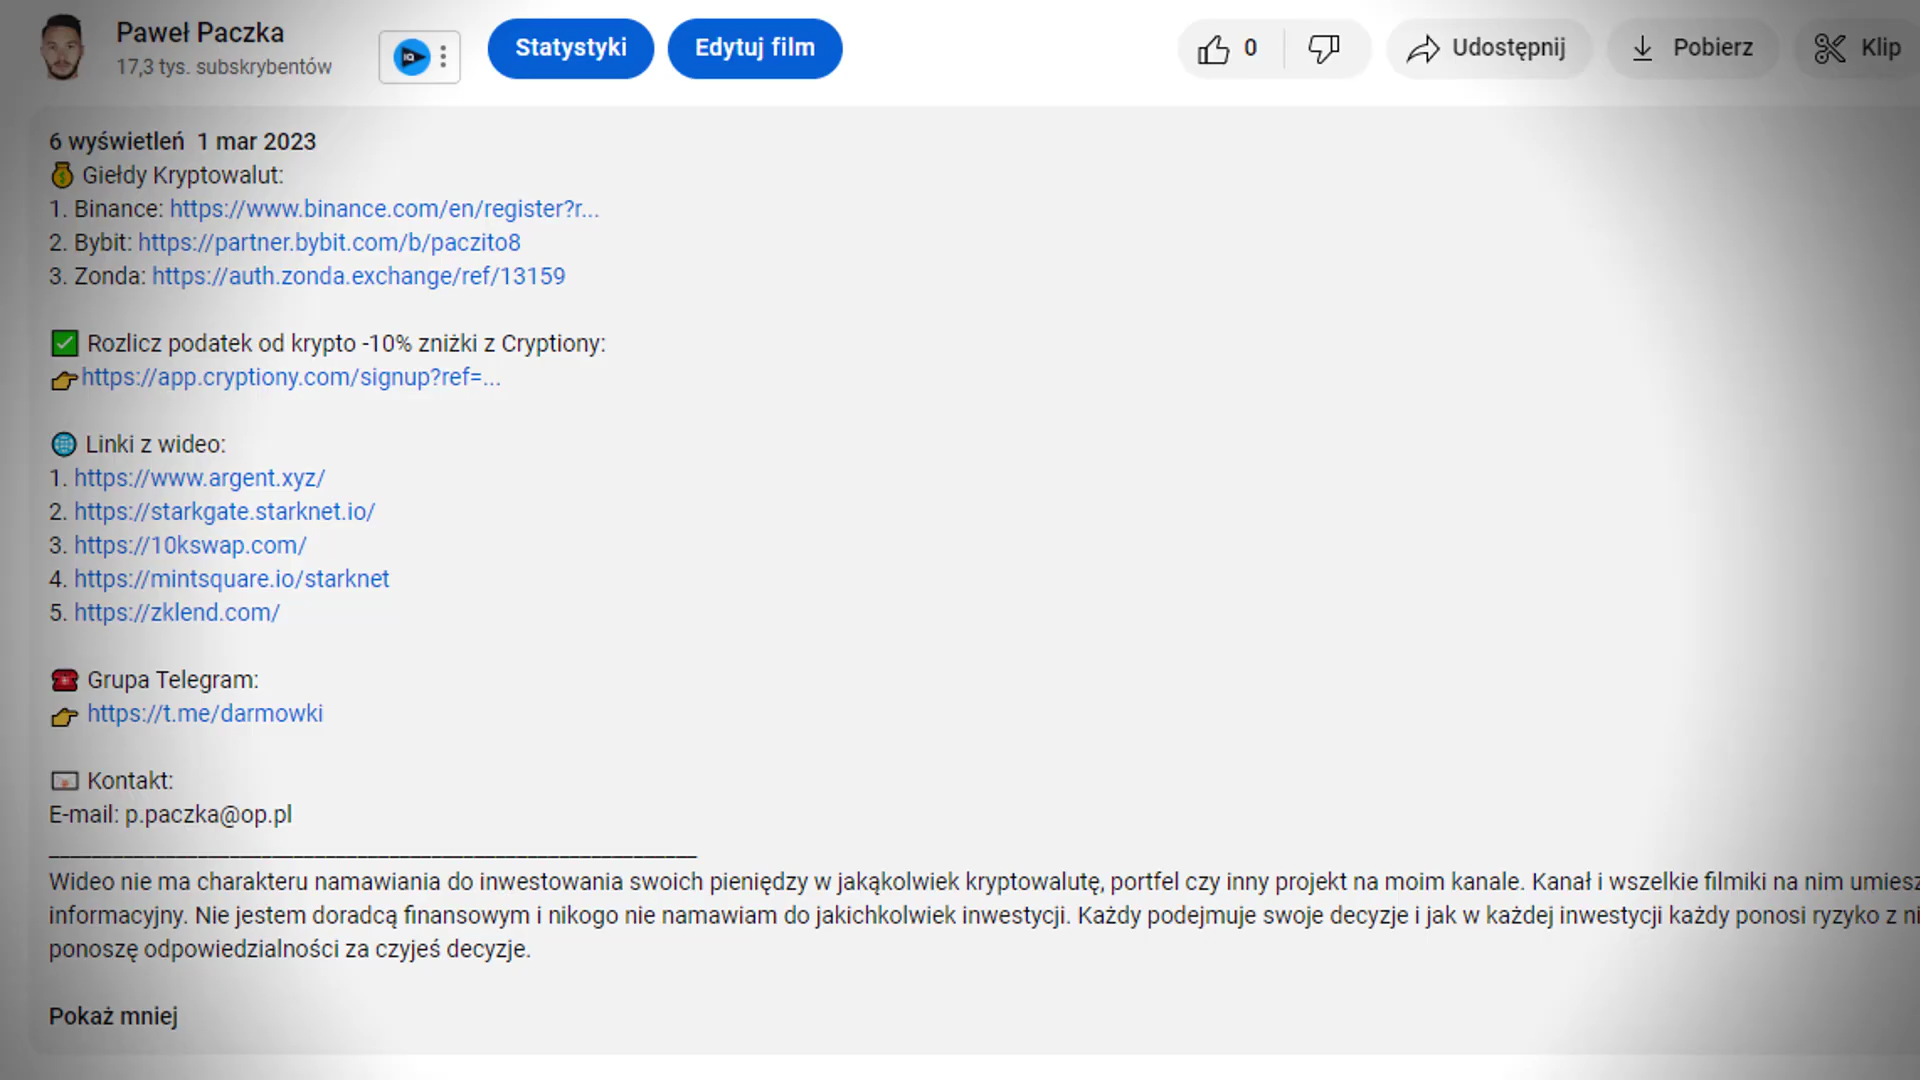 Paweł Paczka
17,3 tys. subskrybentów
IQ
Statystyki
Edytuj film
0
Udostępnij
Pobierz
Klip
6 wyświetleń 1 mar 2023
Giełdy Kryptowalut:
1. Binance: https://www.binance.com/en/register?r...
2. Bybit: https://partner.bybit.com/b/paczito8
3. Zonda: https://auth.zonda.exchange/ref/13159
Rozlicz podatek od krypto -10% zniżki z Cryptiony:
https://app.cryptiony.com/signup?ref=...
Linki z wideo:
1. https://www.argent.xyz/
2. https://starkgate.starknet.io/
3. https://10kswap.com/
4. https://mintsquare.io/starknet
5. https://zklend.com/
Grupa Telegram:
https://t.me/darmowki
Kontakt:
E-mail: p.paczka@op.pl
Wideo nie ma charakteru namawiania do inwestowania swoich pieniędzy w jakąkolwiek kryptowalutę, portfel czy inny projekt na moim kanale. Kanał i wszelkie filmiki na nim
informacyjny. Nie jestem doradcą finansowym i nikogo nie namawiam do jakichkolwiek inwestycji. Każdy podejmuje swoje decyzje i jak w każdej inwestycji każdy ponosi ryzyko z
ponoszę odpowiedzialności za czyjeś decyzje.
Pokaż mniej